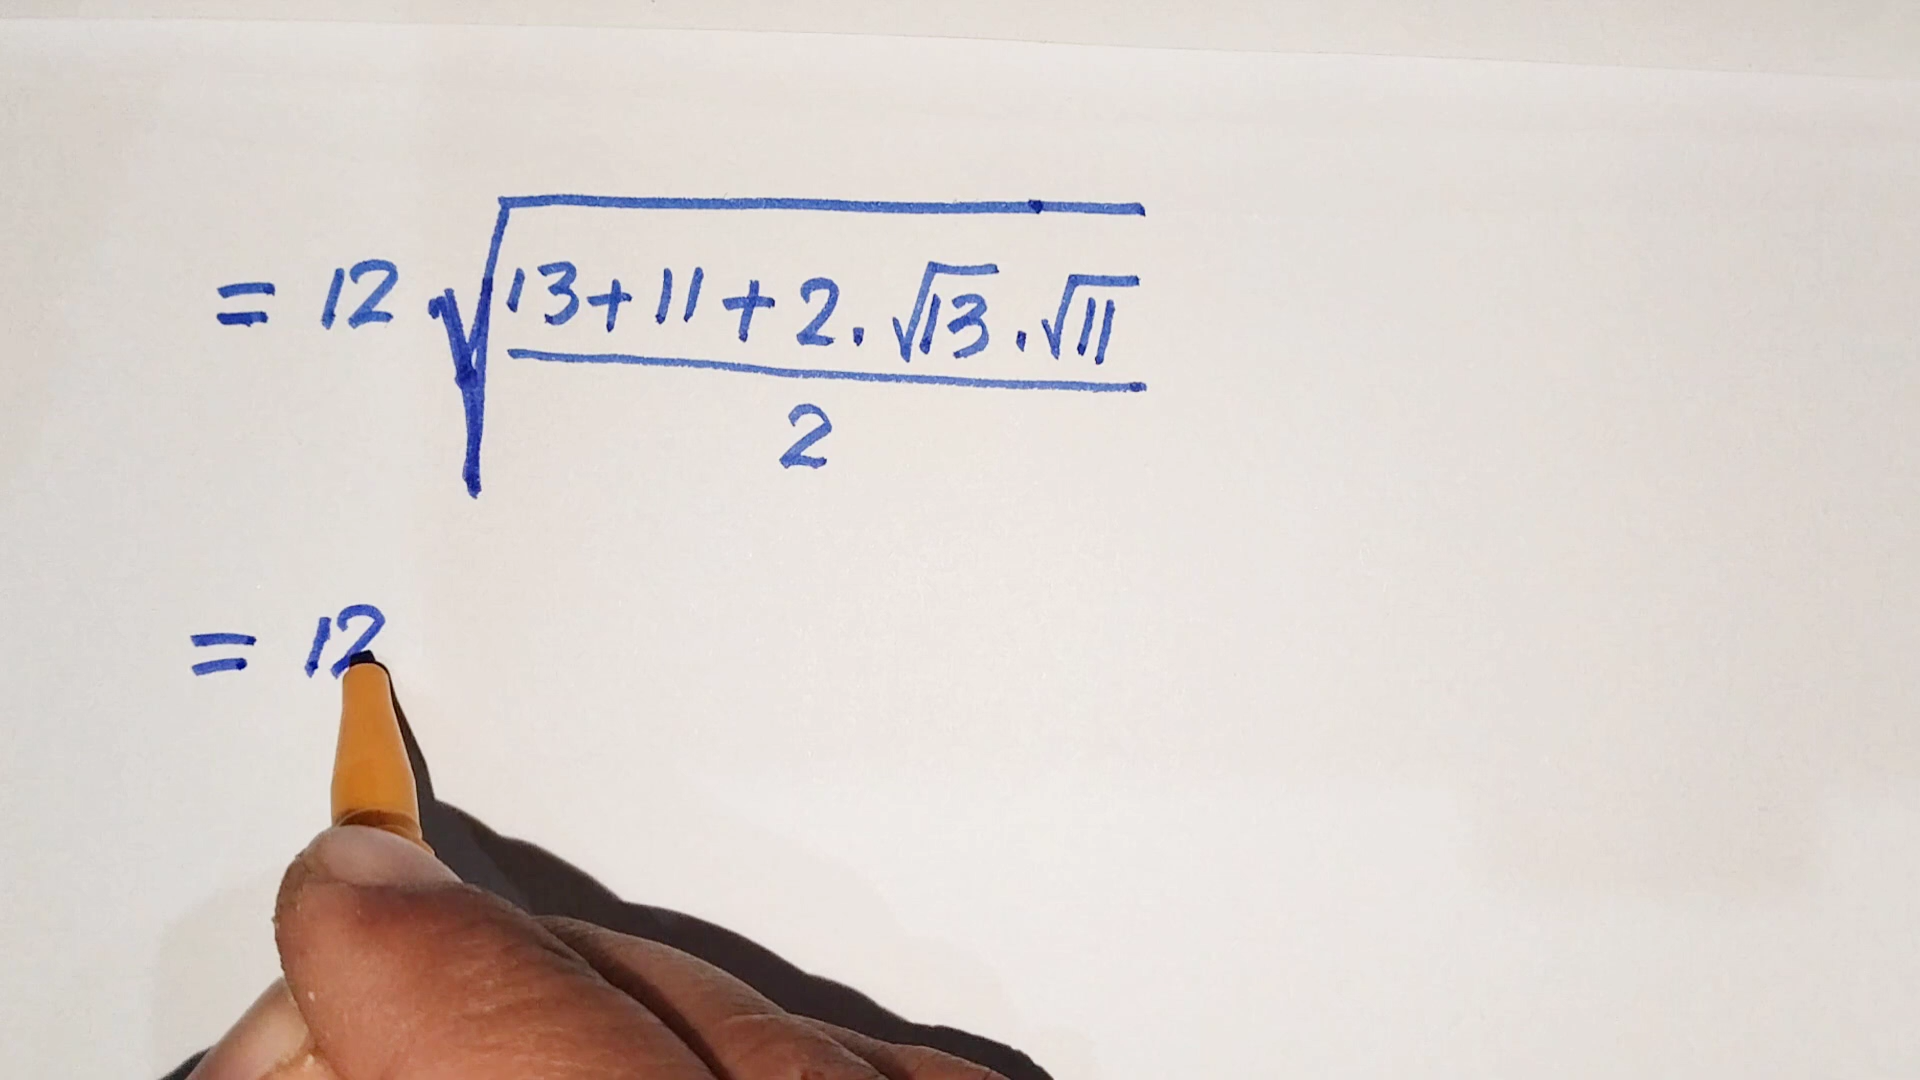 = 12 √(13+11+2.√13.√11 / 2)
= 12